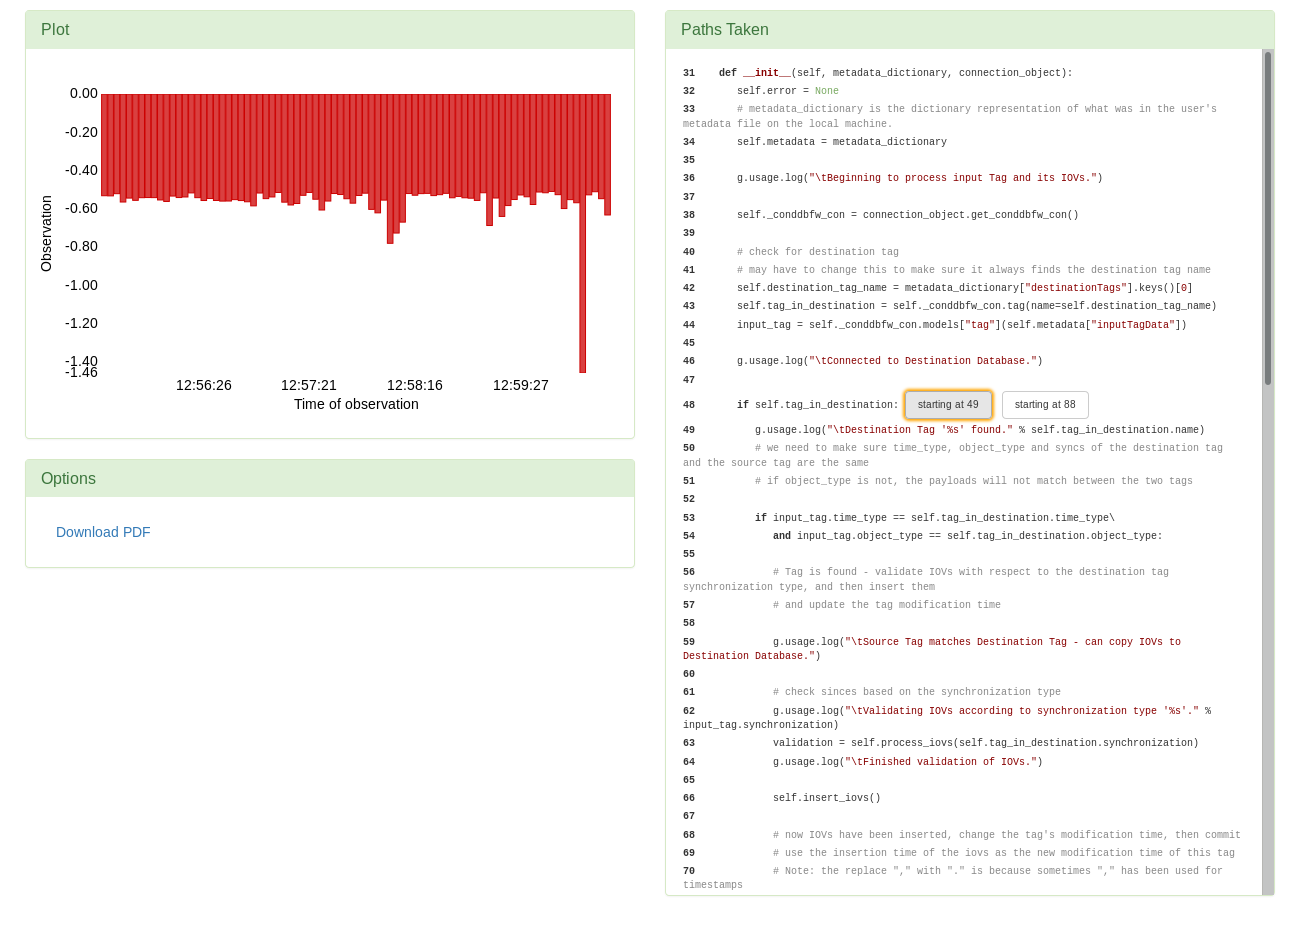 Plot
0.00
-0.20
-0.40
-0.60
-0.80
-1.00
-1.20
-1.40
-1.46
Observation
12:56:26 12:57:21 12:58:16 12:59:27
Time of observation
Options
Download PDF
Paths Taken
31 def __init__(self, metadata_dictionary, connection_object):
32 self.error = None
33 # metadata_dictionary is the dictionary representation of what was in the user's
metadata file on the local machine.
34 self.metadata = metadata_dictionary
35
36 g.usage.log("\tBeginning to process input Tag and its IOVs.")
37
38 self._conddbfw_con = connection_object.get_conddbfw_con()
39
40 # check for destination tag
41 # may have to change this to make sure it always finds the destination tag name
42 self.destination_tag_name = metadata_dictionary["destinationTags"].keys()[0]
43 self.tag_in_destination = self._conddbfw_con.tag(name=self.destination_tag_name)
44 input_tag = self._conddbfw_con.models["tag"](self.metadata["inputTagData"])
45
46 g.usage.log("\tConnected to Destination Database.")
47
48 if self.tag_in_destination: starting at 49 starting at 88
49 g.usage.log("\tDestination Tag '%s' found." % self.tag_in_destination.name)
50 # we need to make sure time_type, object_type and syncs of the destination tag
and the source tag are the same
51 # if object_type is not, the payloads will not match between the two tags
52
53 if input_tag.time_type == self.tag_in_destination.time_type\
54 and input_tag.object_type == self.tag_in_destination.object_type:
55
56 # Tag is found - validate IOVs with respect to the destination tag
synchronization type, and then insert them
57 # and update the tag modification time
58
59 g.usage.log("\tSource Tag matches Destination Tag - can copy IOVs to
Destination Database.")
60
61 # check sinces based on the synchronization type
62 g.usage.log("\tValidating IOVs according to synchronization type '%s'." %
input_tag.synchronization)
63 validation = self.process_iovs(self.tag_in_destination.synchronization)
64 g.usage.log("\tFinished validation of IOVs.")
65
66 self.insert_iovs()
67
68 # now IOVs have been inserted, change the tag's modification time, then commit
69 # use the insertion time of the iovs as the new modification time of this tag
70 # Note: the replace "," with "." is because sometimes "," has been used for
timestamps